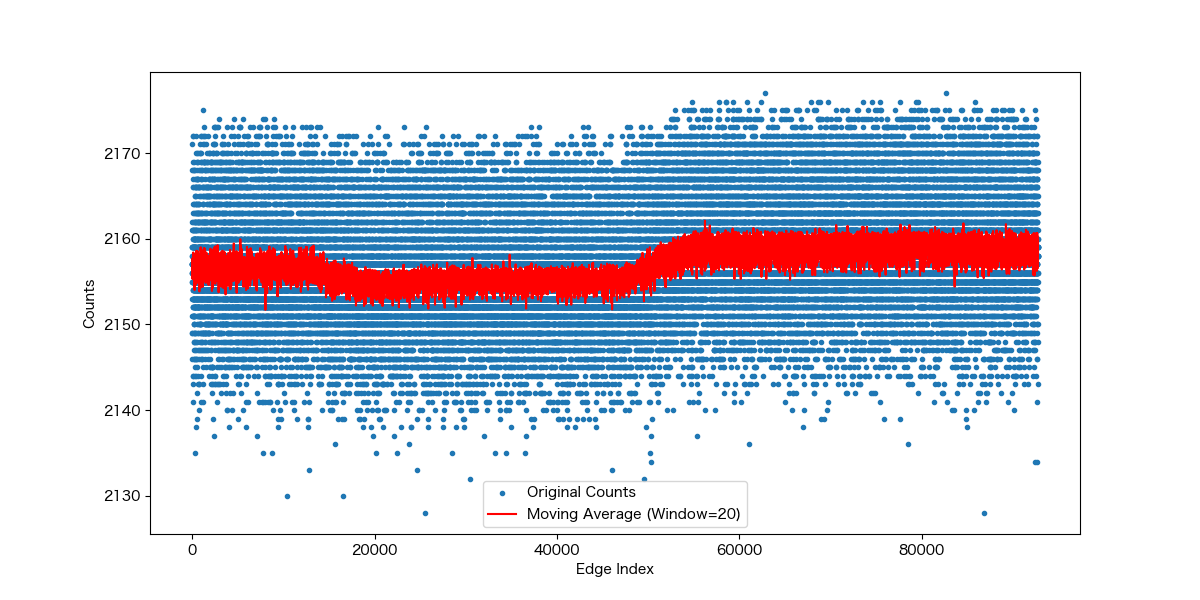 2170
2160
2150
2140
2130
Counts
Original Counts
Moving Average (Window=20)
0 20000 40000 60000 80000
Edge Index